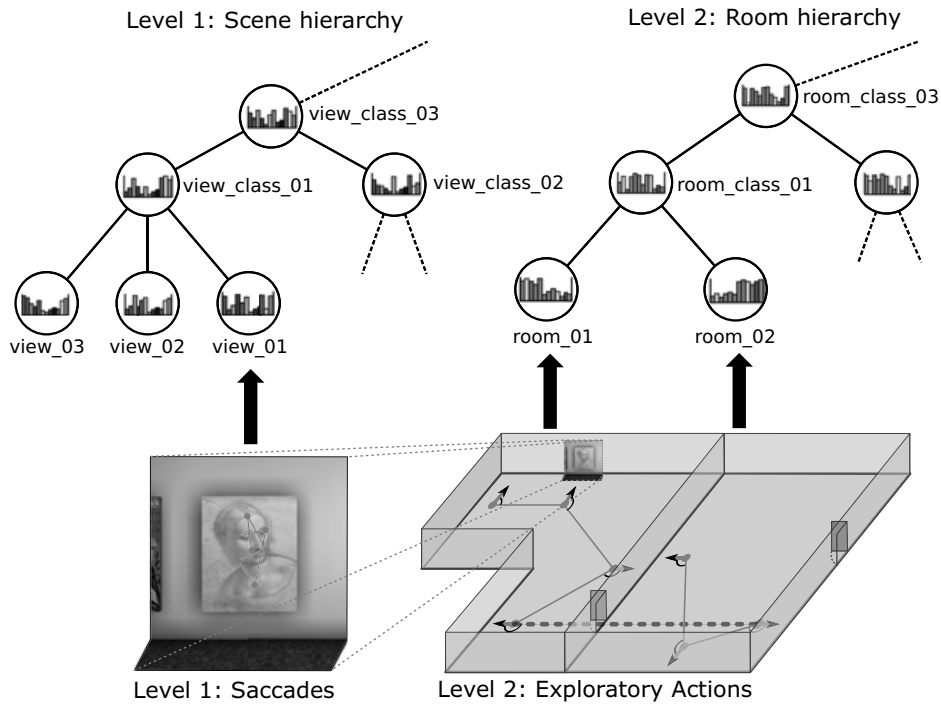 Level 1: Scene hierarchy
Level 2: Room hierarchy
view_class_03
room_class_03
view_class_01
view_class_02
room_class_01
view_03
view_02
view_01
room_01
room_02
Level 1: Saccades
Level 2: Exploratory Actions